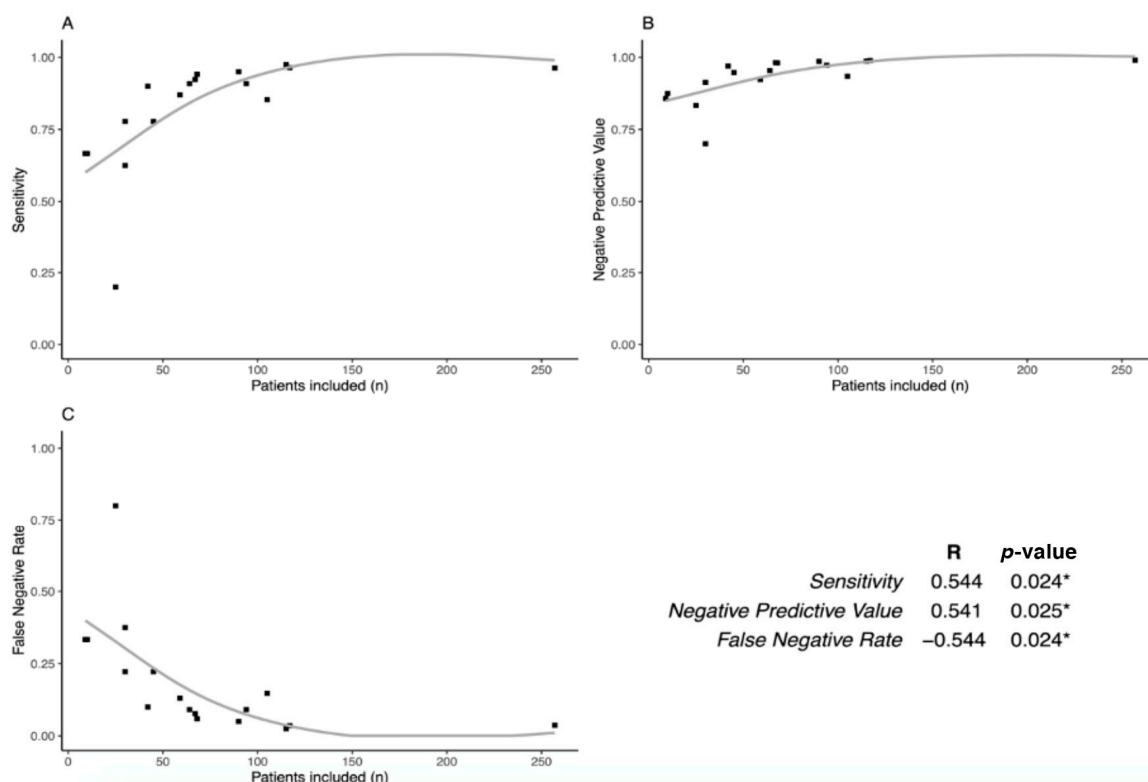 A
1.00
0.75
0.50
0.25
0.00
Sensitivity
0 50 100 150 200 250
Patients included (n)
B
1.00
0.75
0.50
0.25
0.00
Negative Predictive Value
0 50 100 150 200 250
Patients included (n)
C
1.00
0.75
0.50
0.25
0.00
False Negative Rate
0 50 100 150 200 250
Patients included (n)
R p-value
Sensitivity 0.544 0.024*
Negative Predictive Value 0.541 0.025*
False Negative Rate −0.544 0.024*